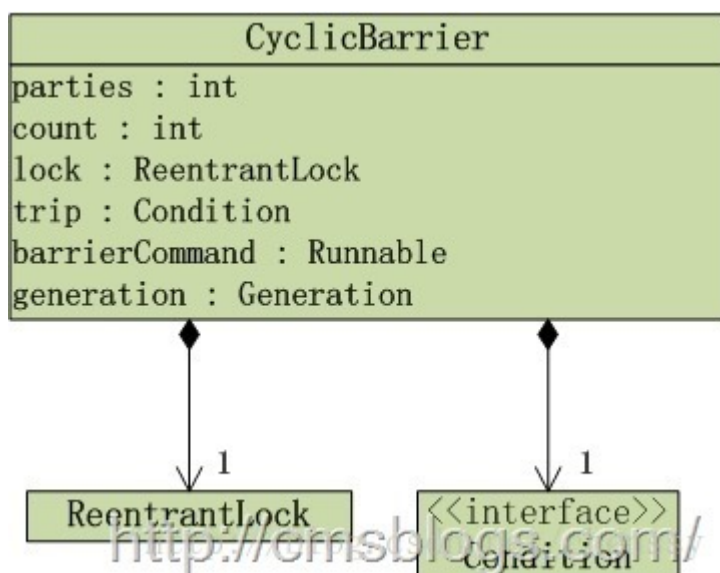 CyclicBarrier
parties : int
count : int
lock : ReentrantLock
trip : Condition
barrierCommand : Runnable
generation : Generation
1 1
ReentrantLock
<<interface>>
Condition
http://cmsblogs.com/